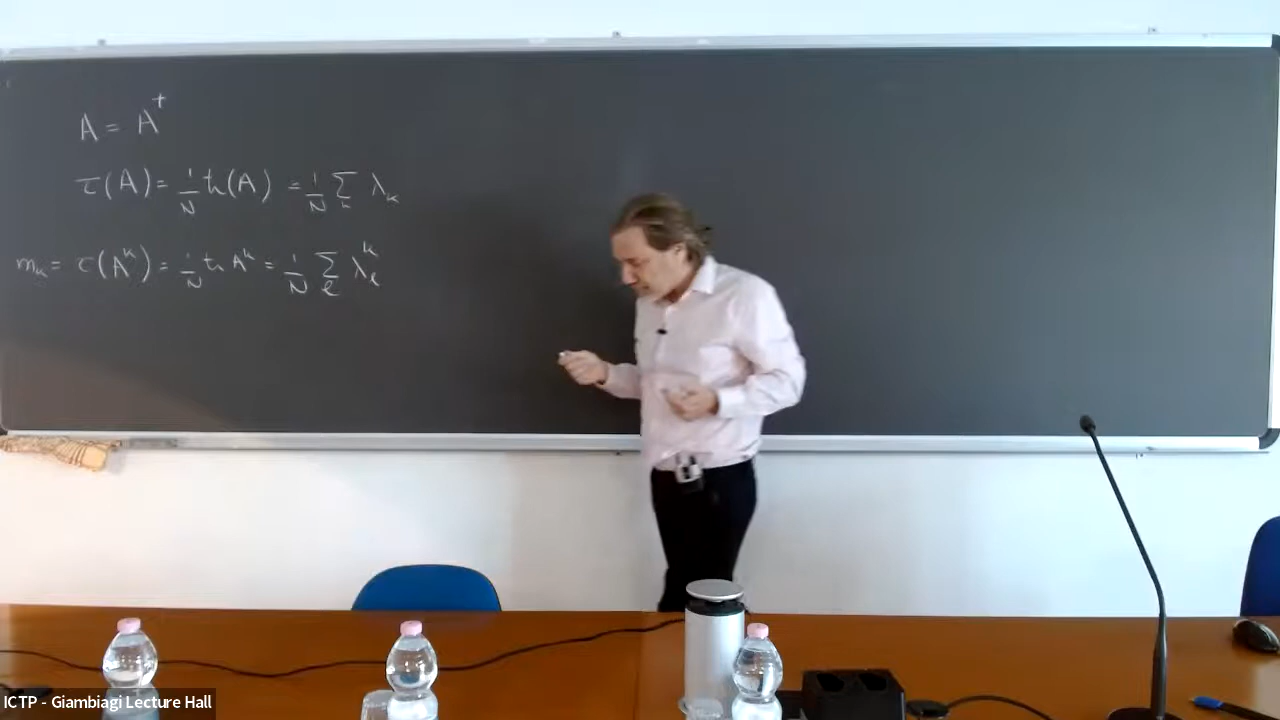 A = A†
τ(A) = 1/N tr(A) = 1/N Σ_k λ_k
m_k = τ(A^k) = 1/N tr A^k = 1/N Σ_ℓ λ_ℓ^k
ICTP - Giambiagi Lecture Hall